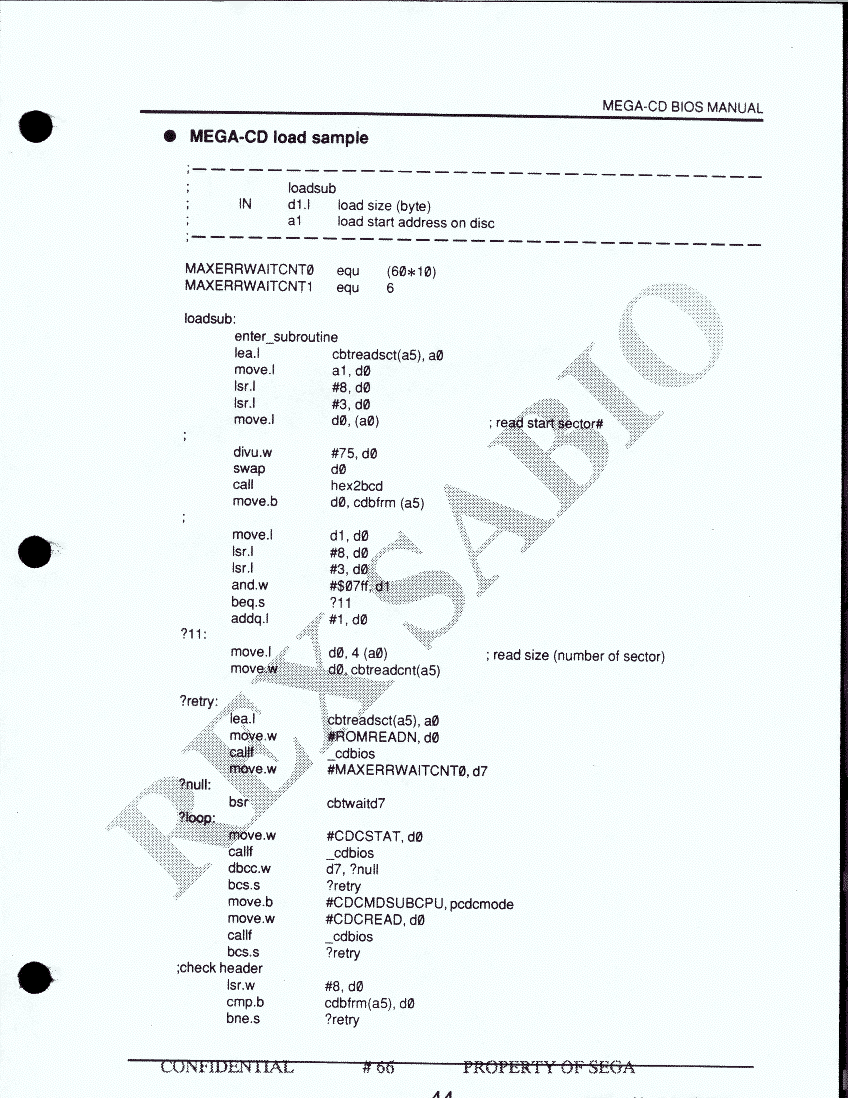 MEGA-CD BIOS MANUAL
● MEGA-CD load sample
;— — — — — — — — — — — — — — — — — — — — — — — — — — — — —
; loadsub
; IN d1.l load size (byte)
; a1 load start address on disc
;— — — — — — — — — — — — — — — — — — — — — — — — — — — — —
MAXERRWAITCNT0 equ (60*10)
MAXERRWAITCNT1 equ 6
loadsub:
enter_subroutine
lea.l cbtreadsct(a5), a0
move.l a1, d0
lsr.l #8, d0
lsr.l #3, d0
move.l d0, (a0) ; read start sector#
;
divu.w #75, d0
swap d0
call hex2bcd
move.b d0, cdbfrm (a5)
;
move.l d1, d0
lsr.l #8, d0
lsr.l #3, d0
and.w #$07ff, d1
beq.s ?11
addq.l #1, d0
?11:
move.l d0, 4 (a0) ; read size (number of sector)
move.w d0, cbtreadcnt(a5)
?retry:
lea.l cbtreadsct(a5), a0
move.w #ROMREADN, d0
callf _cdbios
move.w #MAXERRWAITCNT0, d7
?null:
bsr cbtwaitd7
?loop:
move.w #CDCSTAT, d0
callf _cdbios
dbcc.w d7, ?null
bcs.s ?retry
move.b #CDCMDSUBCPU, pcdcmode
move.w #CDCREAD, d0
callf _cdbios
bcs.s ?retry
;check header
lsr.w #8, d0
cmp.b cdbfrm(a5), d0
bne.s ?retry
REX SABIO
CONFIDENTIAL # 66 PROPERTY OF SEGA
44